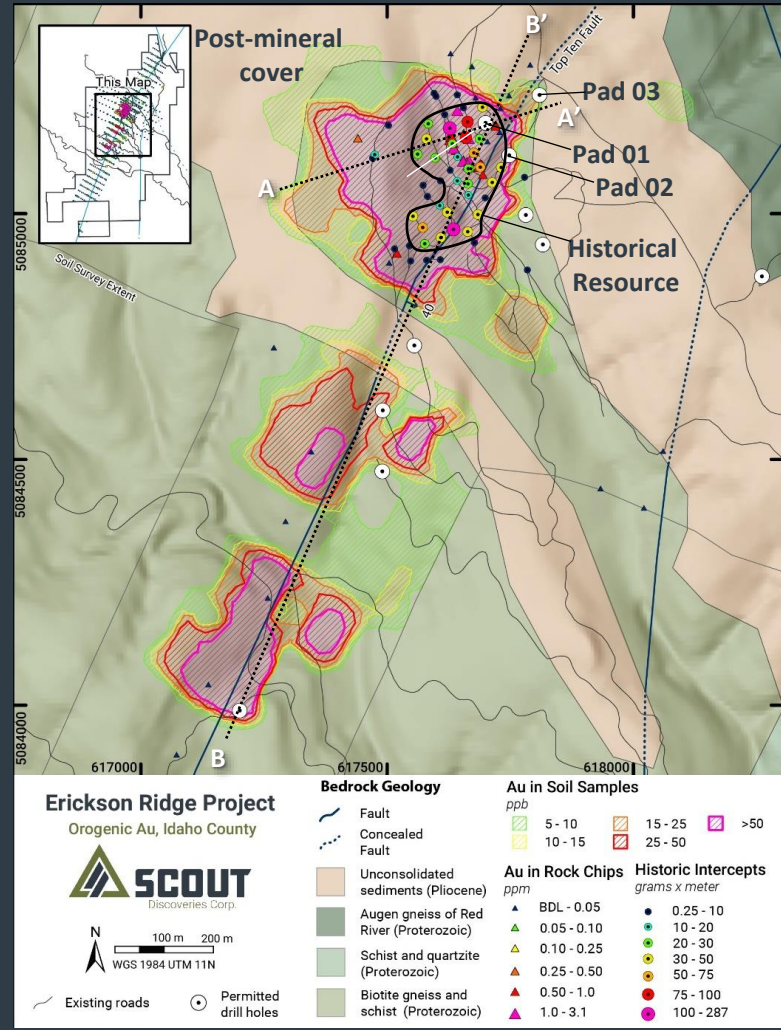 B'
Post-mineral
cover
This Map
Top Ten Fault
Pad 03
A'
Pad 01
Pad 02
A
Historical
Resource
5085000
Soil Survey Extent
40
5084500
5084000
B
617000
617500
618000
Erickson Ridge Project
Orogenic Au, Idaho County
SCOUT
Discoveries Corp.
N
100 m
200 m
WGS 1984 UTM 11N
Existing roads
Permitted
drill holes
Bedrock Geology
Fault
Concealed
Fault
Unconsolidated
sediments (Pliocene)
Augen gneiss of Red
River (Proterozoic)
Schist and quartzite
(Proterozoic)
Biotite gneiss and
schist (Proterozoic)
Au in Soil Samples
ppb
5 - 10
15 - 25
>50
10 - 15
25 - 50
Au in Rock Chips
ppm
BDL - 0.05
0.05 - 0.10
0.10 - 0.25
0.25 - 0.50
0.50 - 1.0
1.0 - 3.1
Historic Intercepts
grams x meter
0.25 - 10
10 - 20
20 - 30
30 - 50
50 - 75
75 - 100
100 - 287